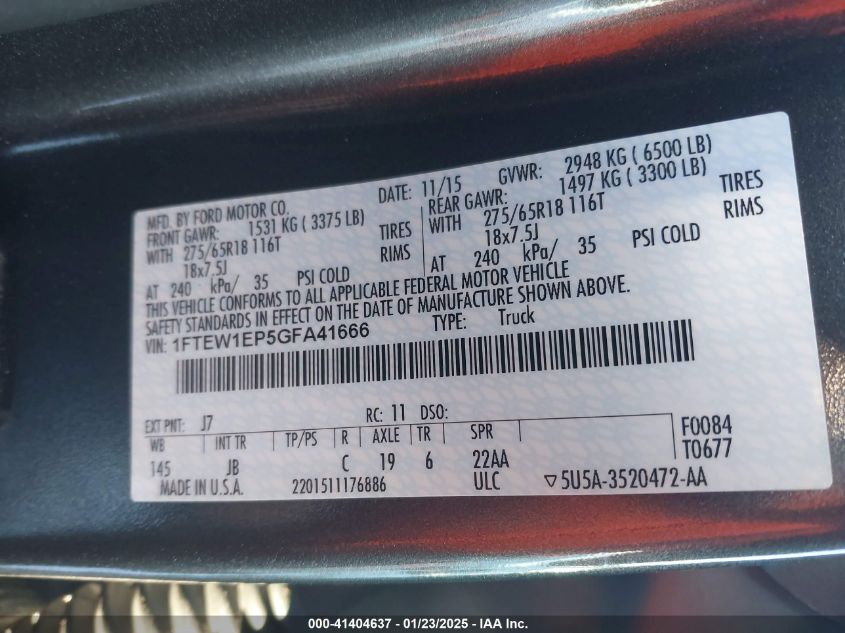 MFD. BY FORD MOTOR CO.
DATE: 11/15 GVWR: 2948 KG ( 6500 LB)
FRONT GAWR: 1531 KG ( 3375 LB)
WITH 275/65R18 116T TIRES
18x7.5J RIMS
AT 240 kPa/ 35 PSI COLD
REAR GAWR: 1497 KG ( 3300 LB)
WITH 275/65R18 116T TIRES
18x7.5J RIMS
AT 240 kPa/ 35 PSI COLD
THIS VEHICLE CONFORMS TO ALL APPLICABLE FEDERAL MOTOR VEHICLE
SAFETY STANDARDS IN EFFECT ON THE DATE OF MANUFACTURE SHOWN ABOVE.
VIN: 1FTEW1EP5GFA41666 TYPE: Truck
EXT PNT: J7 RC: 11 DSO:
WB INT TR TP/PS R AXLE TR SPR F0084
145 JB C 19 6 22AA T0677
MADE IN U.S.A. 2201511176886 ULC ▽5U5A-3520472-AA
000-41404637 - 01/23/2025 - IAA Inc.